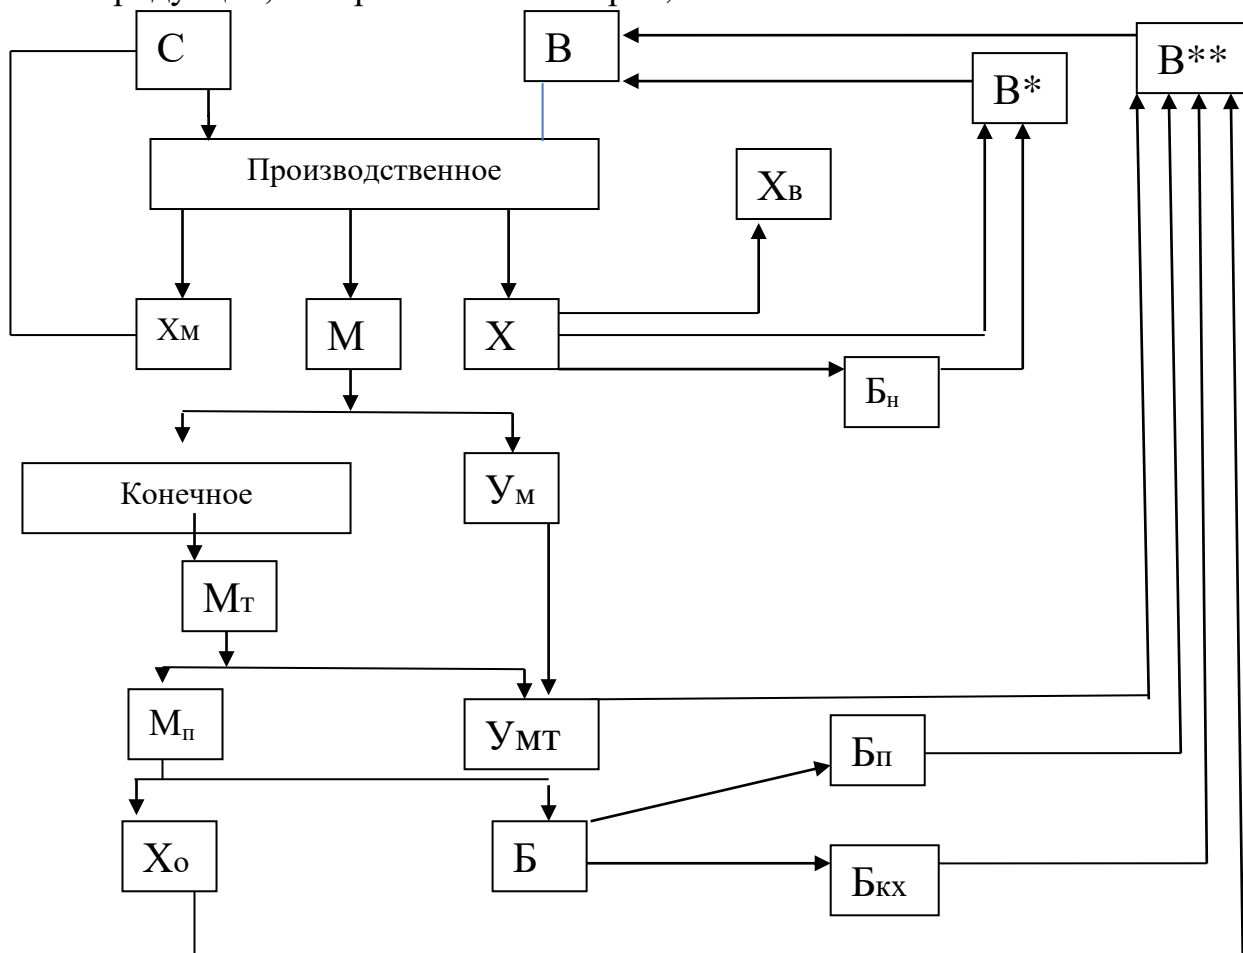 С
В
В**
В*
Производственное
Хв
Хм
М
Х
Бн
Конечное
Ум
Мт
Мп
Умт
Бп
Хо
Б
Бкх